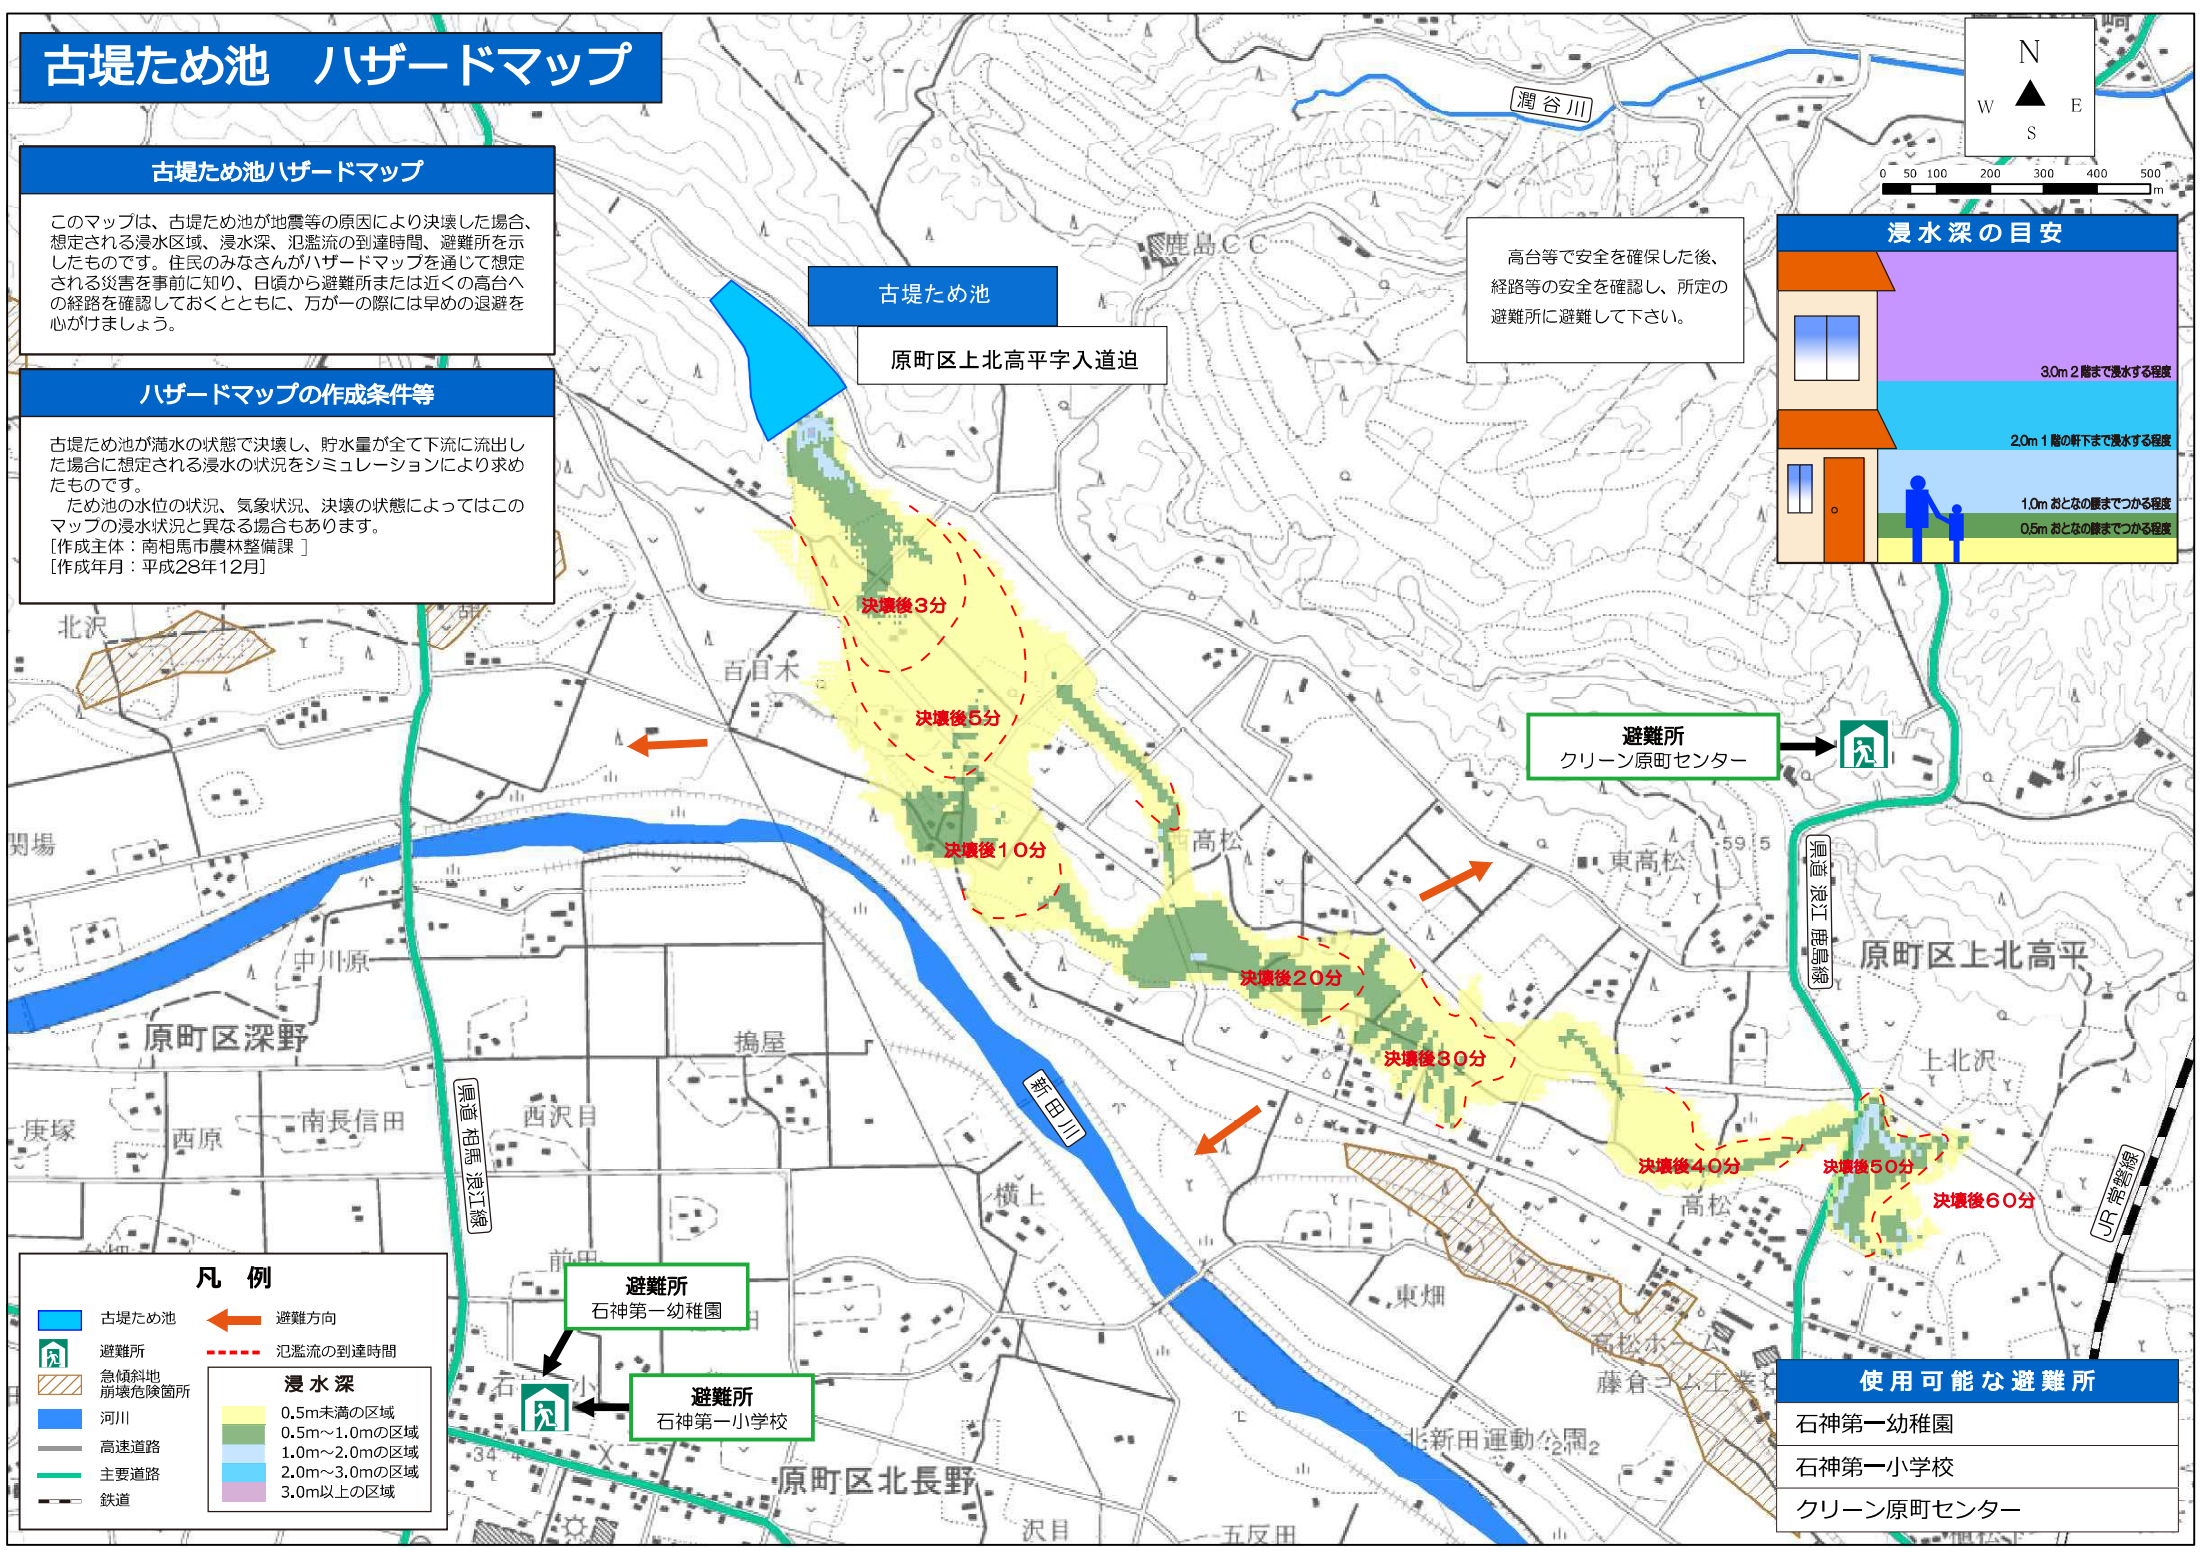 古堤ため池　ハザードマップ
古堤ため池ハザードマップ
このマップは、古堤ため池が地震等の原因により決壊した場合、
想定される浸水区域、浸水深、氾濫流の到達時間、避難所を示
したものです。住民のみなさんがハザードマップを通じて想定
される災害を事前に知り、日頃から避難所または近くの高台へ
の経路を確認しておくとともに、万が一の際には早めの退避を
心がけましょう。
ハザードマップの作成条件等
古堤ため池が満水の状態で決壊し、貯水量が全て下流に流出し
た場合に想定される浸水の状況をシミュレーションにより求め
たものです。
　ため池の水位の状況、気象状況、決壊の状態によってはこの
マップの浸水状況と異なる場合もあります。
[作成主体：南相馬市農林整備課 ]
[作成年月：平成28年12月]
古堤ため池
原町区上北高平字入道迫
鹿島ＣＣ
潤谷川
N
W
E
S
0 50 100 200 300 400 500
m
高台等で安全を確保した後、
経路等の安全を確認し、所定の
避難所に避難して下さい。
浸水深の目安
3.0m 2 階まで浸水する程度
2.0m 1 階の軒下まで浸水する程度
1.0m おとなの腰までつかる程度
0.5m おとなの膝までつかる程度
決壊後3分
決壊後5分
決壊後10分
決壊後20分
決壊後30分
決壊後40分
決壊後50分
決壊後60分
北沢
百目木
関場
中川原
原町区深野
庚塚
西原
南長信田
西沢目
搗屋
横上
前田
西高松
東高松
59.5
原町区上北高平
上北沢
高松
東畑
高松ホーム
北新田運動公園
五反田
沢目
原町区北長野
新田川
県道 相馬 浪江線
県道 浪江 鹿島線
JR 常磐線
避難所
クリーン原町センター
避難所
石神第一幼稚園
避難所
石神第一小学校
凡　例
古堤ため池
避難方向
避難所
氾濫流の到達時間
急傾斜地
崩壊危険箇所
河川
高速道路
主要道路
鉄道
浸水深
0.5m未満の区域
0.5m～1.0mの区域
1.0m～2.0mの区域
2.0m～3.0mの区域
3.0m以上の区域
使用可能な避難所
石神第一幼稚園
石神第一小学校
クリーン原町センター